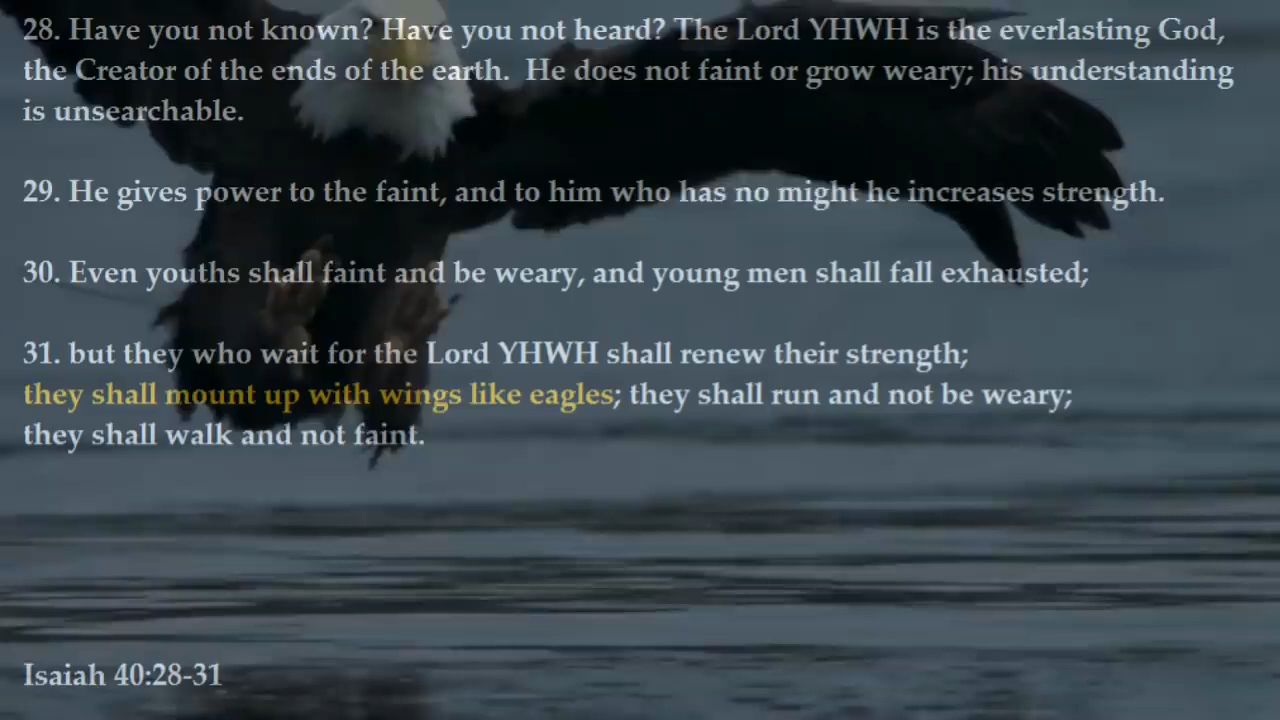 28. Have you not known? Have you not heard? The Lord YHWH is the everlasting God,
the Creator of the ends of the earth.  He does not faint or grow weary; his understanding
is unsearchable.
29. He gives power to the faint, and to him who has no might he increases strength.
30. Even youths shall faint and be weary, and young men shall fall exhausted;
31. but they who wait for the Lord YHWH shall renew their strength;
they shall mount up with wings like eagles; they shall run and not be weary;
they shall walk and not faint.
Isaiah 40:28-31